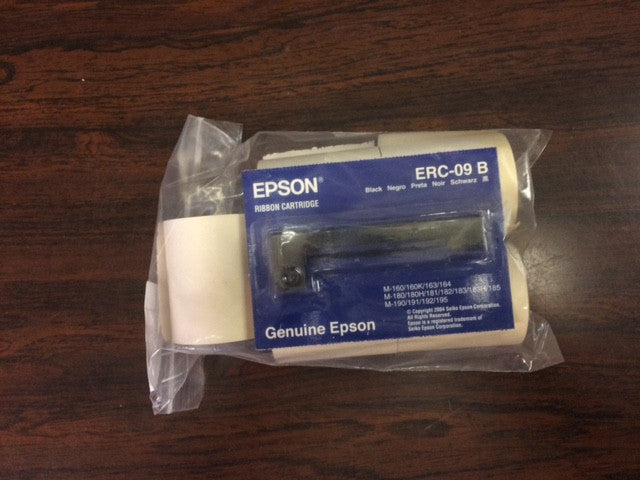 EPSON®
RIBBON CARTRIDGE
ERC-09 B
Black Negro Preta Noir Schwarz 黒
M-160/160K/163/164
M-180/180H/181/182/183/183H/185
M-190/191/192/195
© Copyright 2004 Seiko Epson Corporation.
All Rights Reserved.
Epson is a registered trademark of
Seiko Epson Corporation.
Genuine Epson